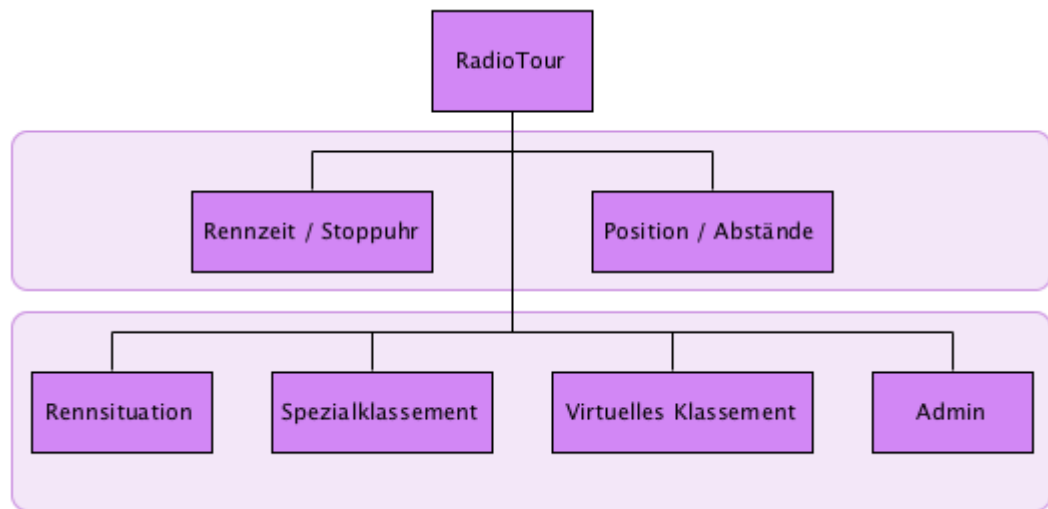 RadioTour
Rennzeit / Stoppuhr
Position / Abstände
Rennsituation
Spezialklassement
Virtuelles Klassement
Admin